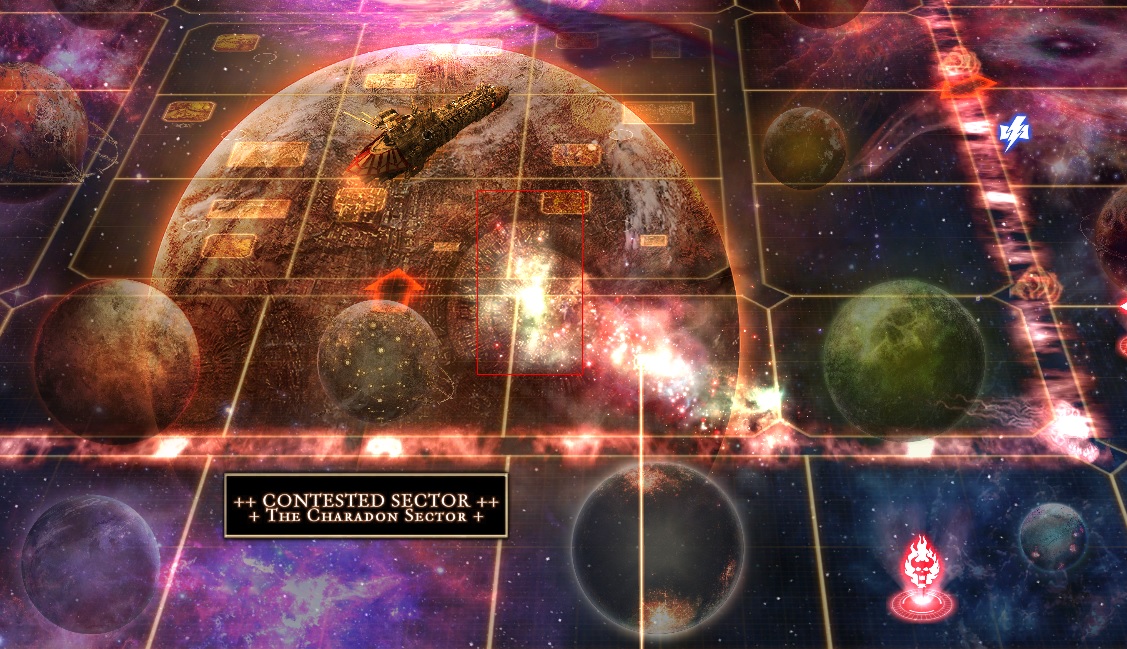 ++ CONTESTED SECTOR ++
+ THE CHARADON SECTOR +